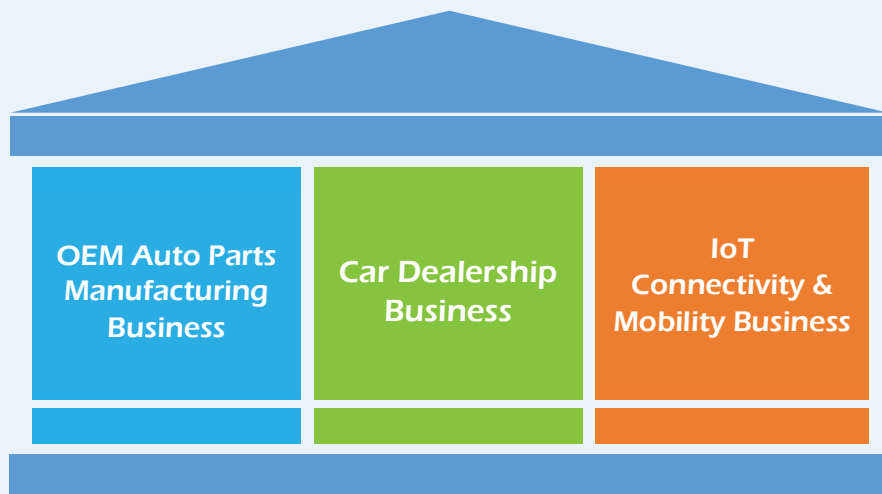 OEM Auto Parts
Manufacturing
Business
Car Dealership
Business
IoT
Connectivity &
Mobility Business